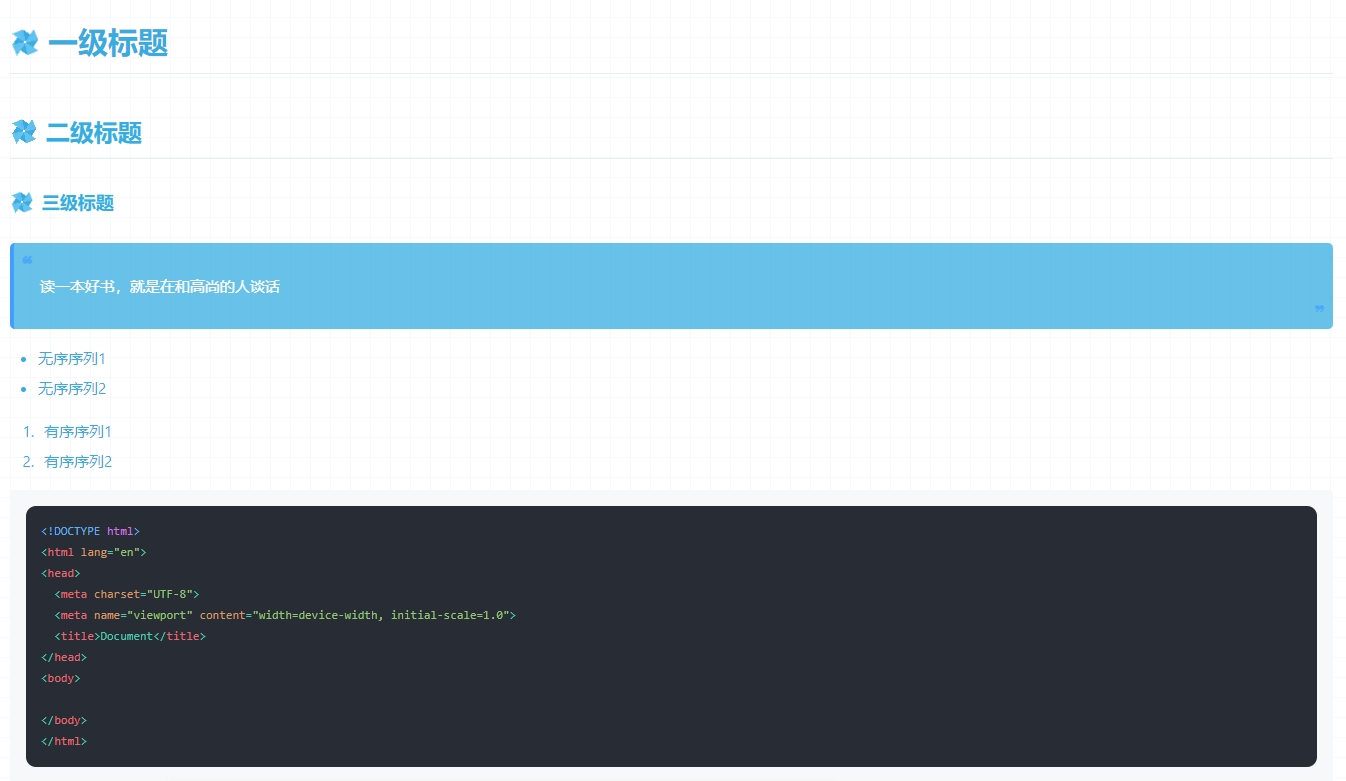 一级标题
二级标题
三级标题
❝
读一本好书，就是在和高尚的人谈话
❞
• 无序序列1
• 无序序列2
1. 有序序列1
2. 有序序列2
<!DOCTYPE html>
<html lang="en">
<head>
  <meta charset="UTF-8">
  <meta name="viewport" content="width=device-width, initial-scale=1.0">
  <title>Document</title>
</head>
<body>

</body>
</html>